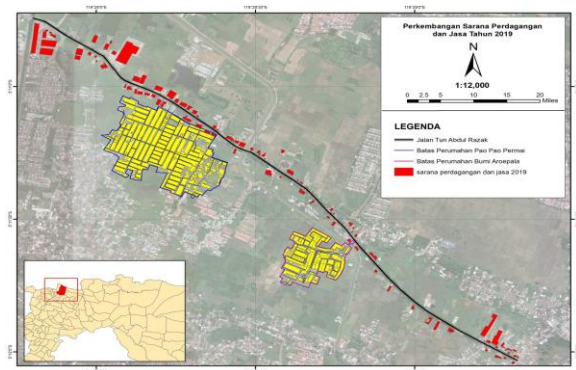 Perkembangan Sarana Perdagangan
dan Jasa Tahun 2019
N
1:12,000
0 2.5 5 10 15 20
Miles
LEGENDA
Jalan Tun Abdul Razak
Batas Perumahan Pao Pao Permai
Batas Perumahan Bumi Aroepala
sarana perdagangan dan jasa 2019